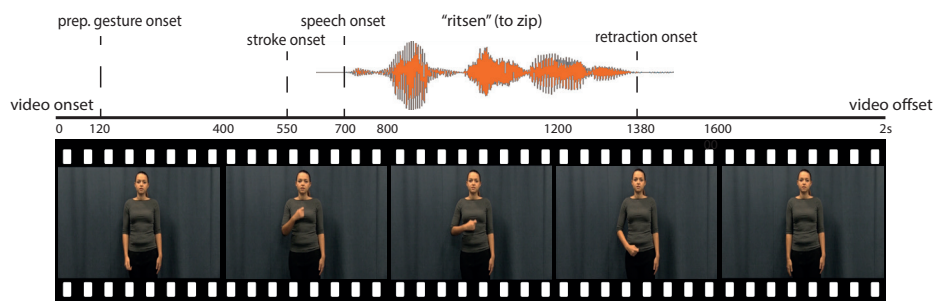 prep. gesture onset
speech onset
"ritsen" (to zip)
stroke onset
retraction onset
video onset
video offset
0 120 400 550 700 800 1200 1380 1600 2s
00